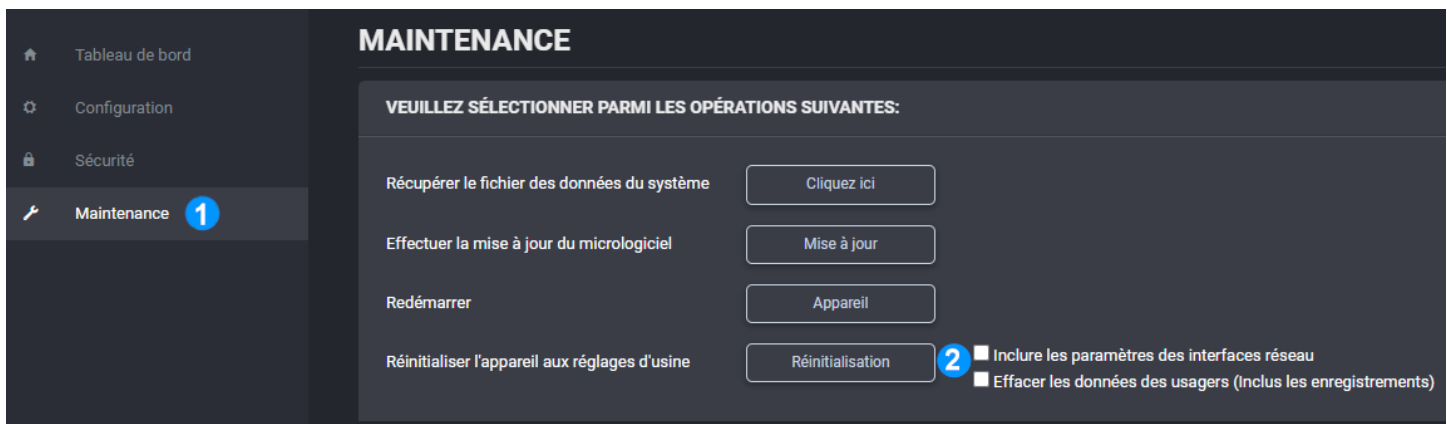 MAINTENANCE
Tableau de bord
Configuration
Sécurité
Maintenance 1
VEUILLEZ SÉLECTIONNER PARMI LES OPÉRATIONS SUIVANTES:
Récupérer le fichier des données du système Cliquez ici
Effectuer la mise à jour du micrologiciel Mise à jour
Redémarrer Appareil
Réinitialiser l'appareil aux réglages d'usine Réinitialisation 2 Inclure les paramètres des interfaces réseau
Effacer les données des usagers (Inclus les enregistrements)